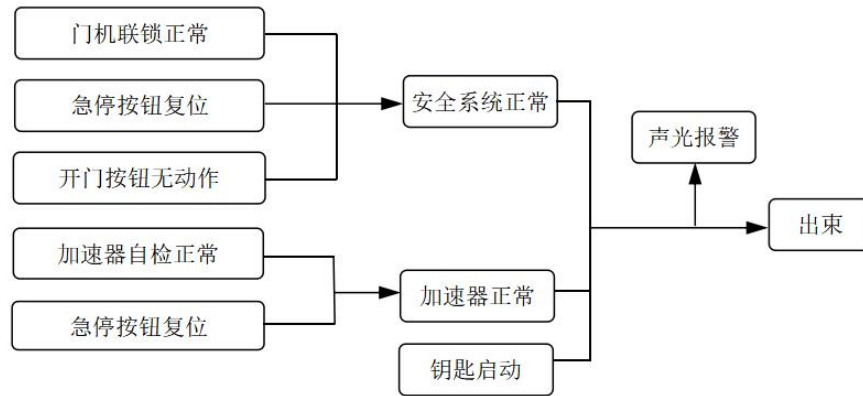 门机联锁正常
急停按钮复位
开门按钮无动作
加速器自检正常
急停按钮复位
安全系统正常
加速器正常
钥匙启动
声光报警
出束